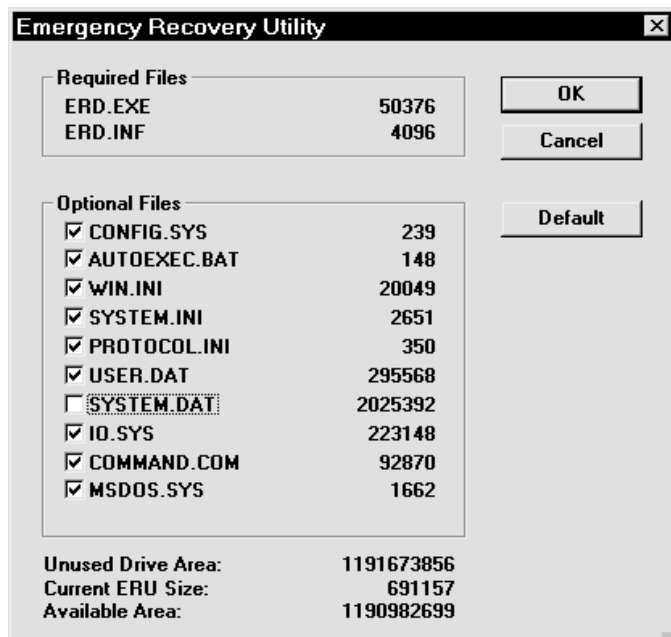 Emergency Recovery Utility
Required Files
ERD.EXE 50376
ERD.INF 4096
OK
Cancel
Optional Files
Default
CONFIG.SYS 239
AUTOEXEC.BAT 148
WIN.INI 20049
SYSTEM.INI 2651
PROTOCOL.INI 350
USER.DAT 295568
SYSTEM.DAT 2025392
IO.SYS 223148
COMMAND.COM 92870
MSDOS.SYS 1662
Unused Drive Area: 1191673856
Current ERU Size: 691157
Available Area: 1190982699